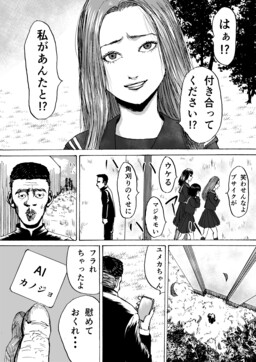 はぁ!?
付き合って
ください!?
私が
あんたと!?
笑わせんなよ
ブサイクが
ウケる
マジキモい
角刈りのくせに
ユメカちゃん…
フラれ
ちゃったよ
慰めて
おくれ・・
AI
カノジョ